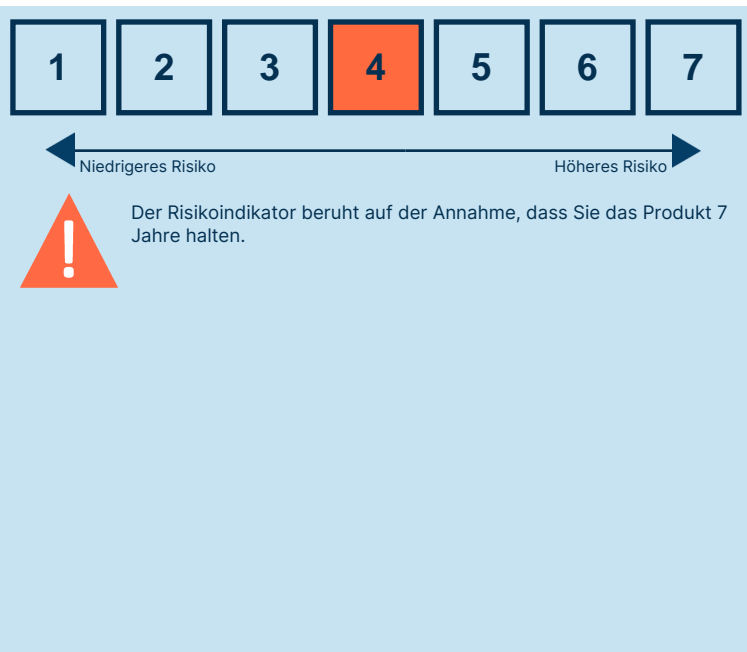 1 2 3 4 5 6 7
Niedrigeres Risiko Höheres Risiko
Der Risikoindikator beruht auf der Annahme, dass Sie das Produkt 7
Jahre halten.